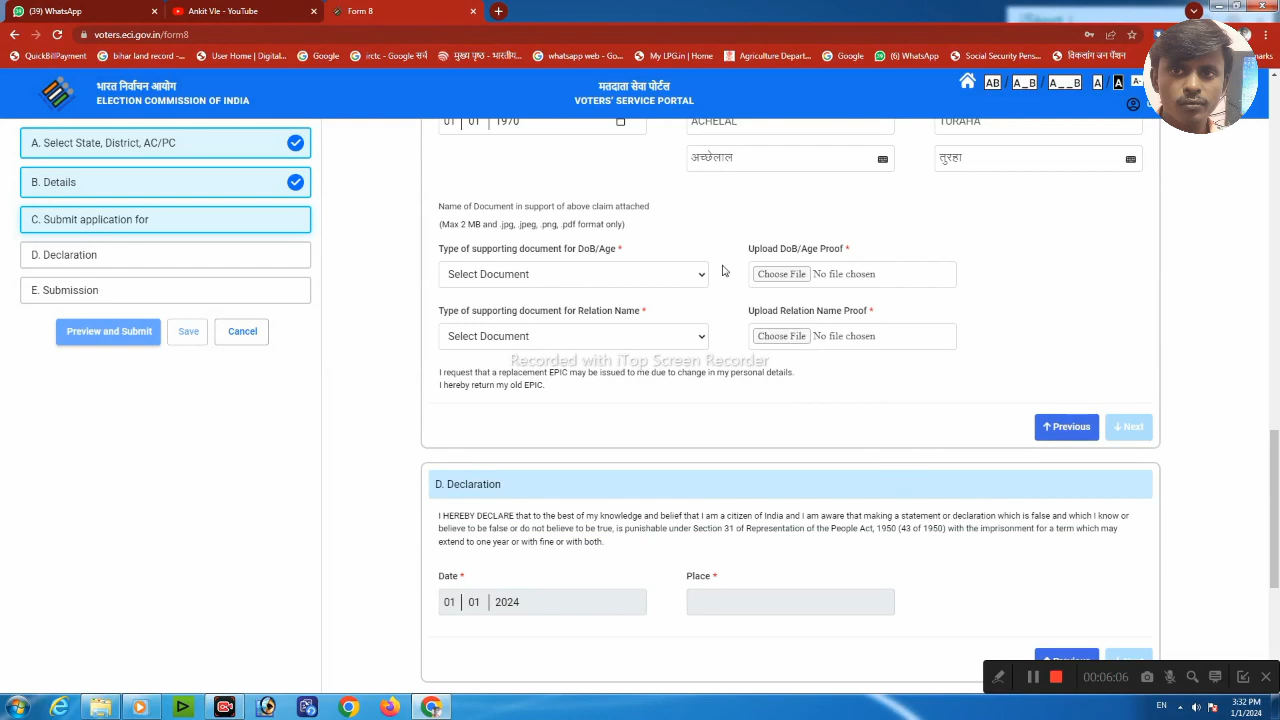 (39) WhatsApp
Ankit Vle - YouTube
Form 8
voters.eci.gov.in/form8
QuickBillPayment
bihar land record -...
User Home | Digital...
Google
irctc - Google सर्च
मुख्य पृष्ठ - भारतीय...
whatsapp web - Go...
My LPG.in | Home
Agriculture Depart...
Google
(6) WhatsApp
Social Security Pens...
विकलांग जन पेंशन
भारत निर्वाचन आयोग
ELECTION COMMISSION OF INDIA
मतदाता सेवा पोर्टल
VOTERS' SERVICE PORTAL
AB / A_B / A__B A / A A-
A. Select State, District, AC/PC
B. Details
C. Submit application for
D. Declaration
E. Submission
Preview and Submit
Save
Cancel
01 01 1970
ACHELAL
TURAHA
अच्छेलाल
तुरहा
Name of Document in support of above claim attached
(Max 2 MB and .jpg, .jpeg, .png, .pdf format only)
Type of supporting document for DoB/Age *
Upload DoB/Age Proof *
Select Document
Choose File No file chosen
Type of supporting document for Relation Name *
Upload Relation Name Proof *
Select Document
Choose File No file chosen
Recorded with iTop Screen Recorder
I request that a replacement EPIC may be issued to me due to change in my personal details.
I hereby return my old EPIC.
Previous
Next
D. Declaration
I HEREBY DECLARE that to the best of my knowledge and belief that I am a citizen of India and I am aware that making a statement or declaration which is false and which I know or
believe to be false or do not believe to be true, is punishable under Section 31 of Representation of the People Act, 1950 (43 of 1950) with the imprisonment for a term which may
extend to one year or with fine or with both.
Date *
Place *
01 01 2024
Previous
00:06:06
EN
3:32 PM
1/1/2024